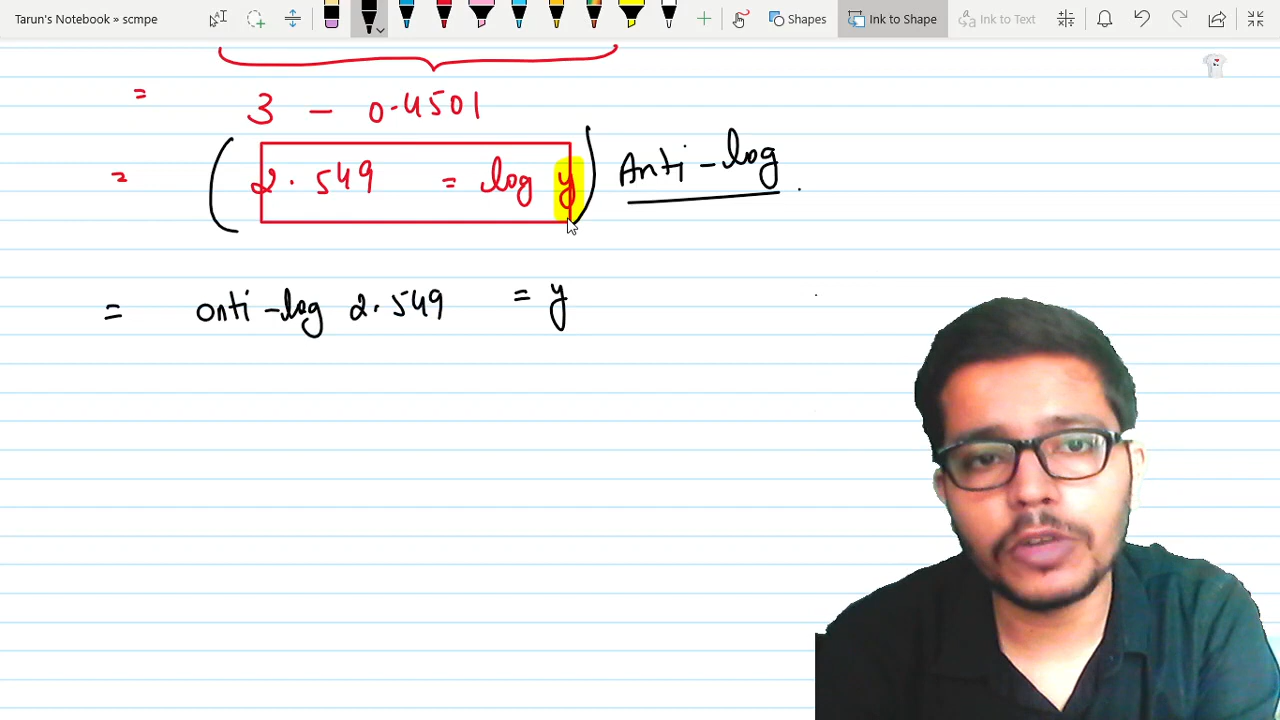 Tarun's Notebook » scmpe
Shapes
Ink to Shape
Ink to Text
= 3 - 0.4501
= ( 2.549 = log y ) Anti-log .
= anti-log 2.549 = y